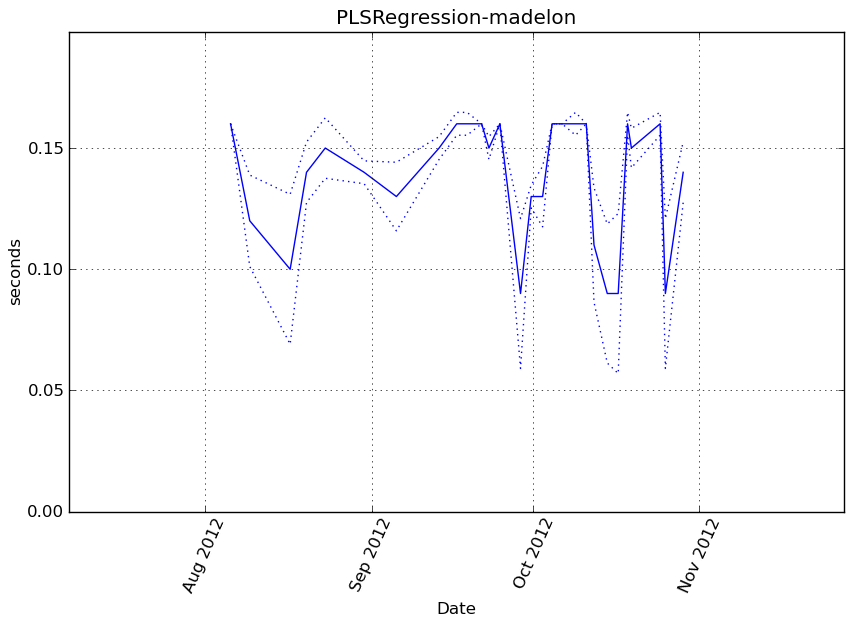 PLSRegression-madelon
seconds
0.15
0.10
0.05
0.00
Aug 2012
Sep 2012
Oct 2012
Nov 2012
Date